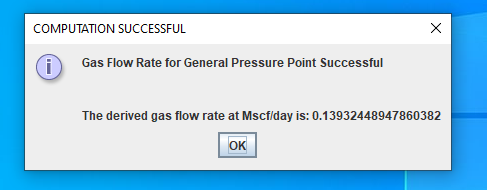 COMPUTATION SUCCESSFUL
Gas Flow Rate for General Pressure Point Successful
The derived gas flow rate at Mscf/day is: 0.13932448947860382
OK